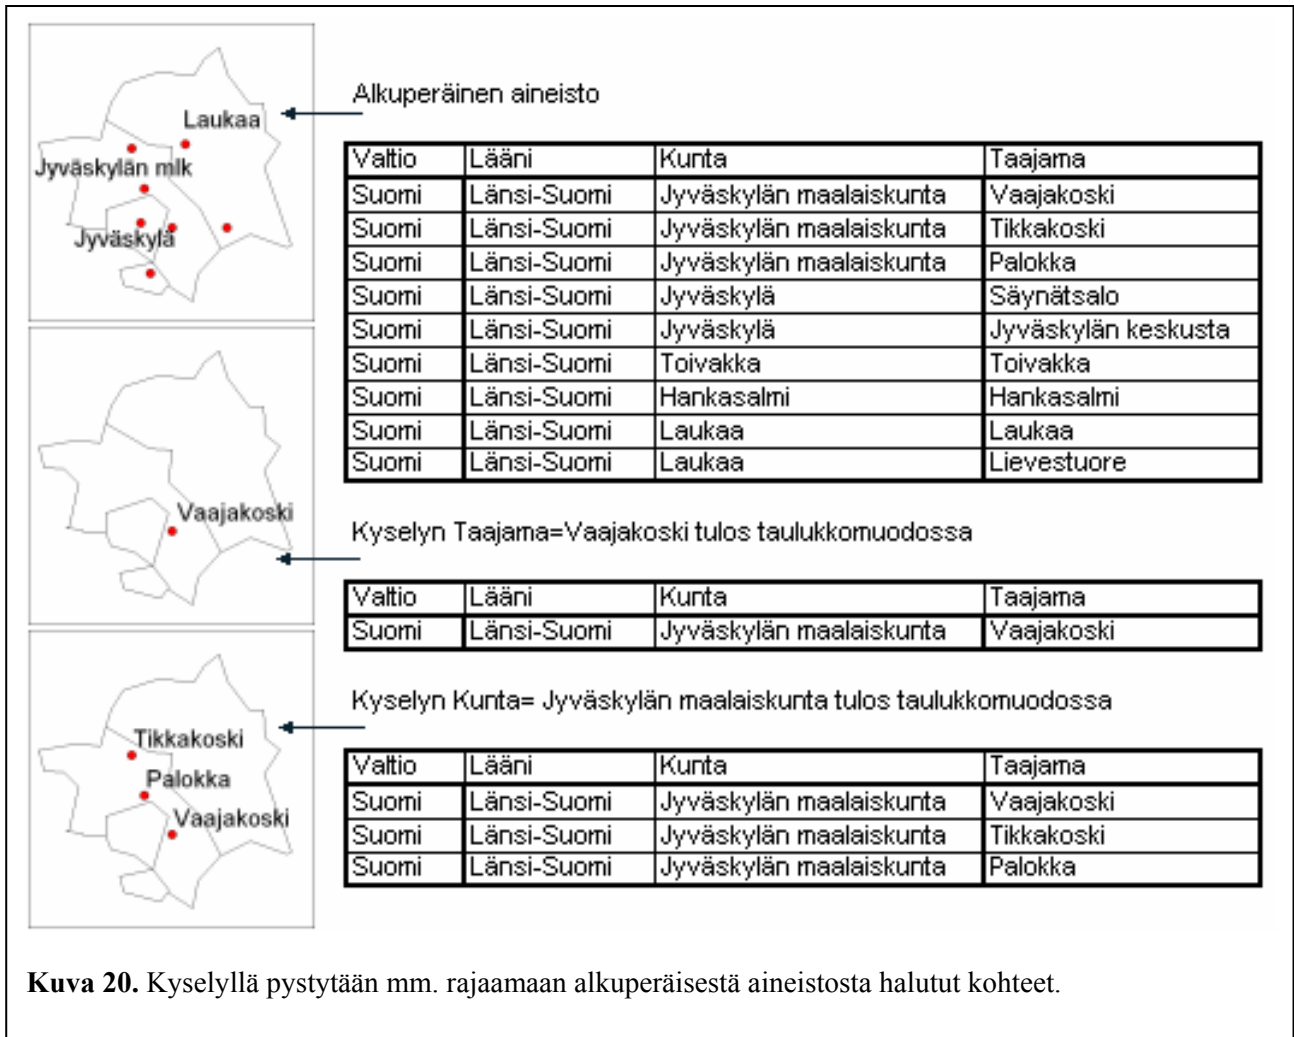 Laukaa
Jyväskylän mlk
Jyväskylä
Alkuperäinen aineisto
Valtio Lääni Kunta Taajama
Suomi Länsi-Suomi Jyväskylän maalaiskunta Vaajakoski
Suomi Länsi-Suomi Jyväskylän maalaiskunta Tikkakoski
Suomi Länsi-Suomi Jyväskylän maalaiskunta Palokka
Suomi Länsi-Suomi Jyväskylä Säynätsalo
Suomi Länsi-Suomi Jyväskylä Jyväskylän keskusta
Suomi Länsi-Suomi Toivakka Toivakka
Suomi Länsi-Suomi Hankasalmi Hankasalmi
Suomi Länsi-Suomi Laukaa Laukaa
Suomi Länsi-Suomi Laukaa Lievestuore
Vaajakoski
Kyselyn Taajama=Vaajakoski tulos taulukkomuodossa
Valtio Lääni Kunta Taajama
Suomi Länsi-Suomi Jyväskylän maalaiskunta Vaajakoski
Tikkakoski
Palokka
Vaajakoski
Kyselyn Kunta= Jyväskylän maalaiskunta tulos taulukkomuodossa
Valtio Lääni Kunta Taajama
Suomi Länsi-Suomi Jyväskylän maalaiskunta Vaajakoski
Suomi Länsi-Suomi Jyväskylän maalaiskunta Tikkakoski
Suomi Länsi-Suomi Jyväskylän maalaiskunta Palokka
Kuva 20. Kyselyllä pystytään mm. rajaamaan alkuperäisestä aineistosta halutut kohteet.